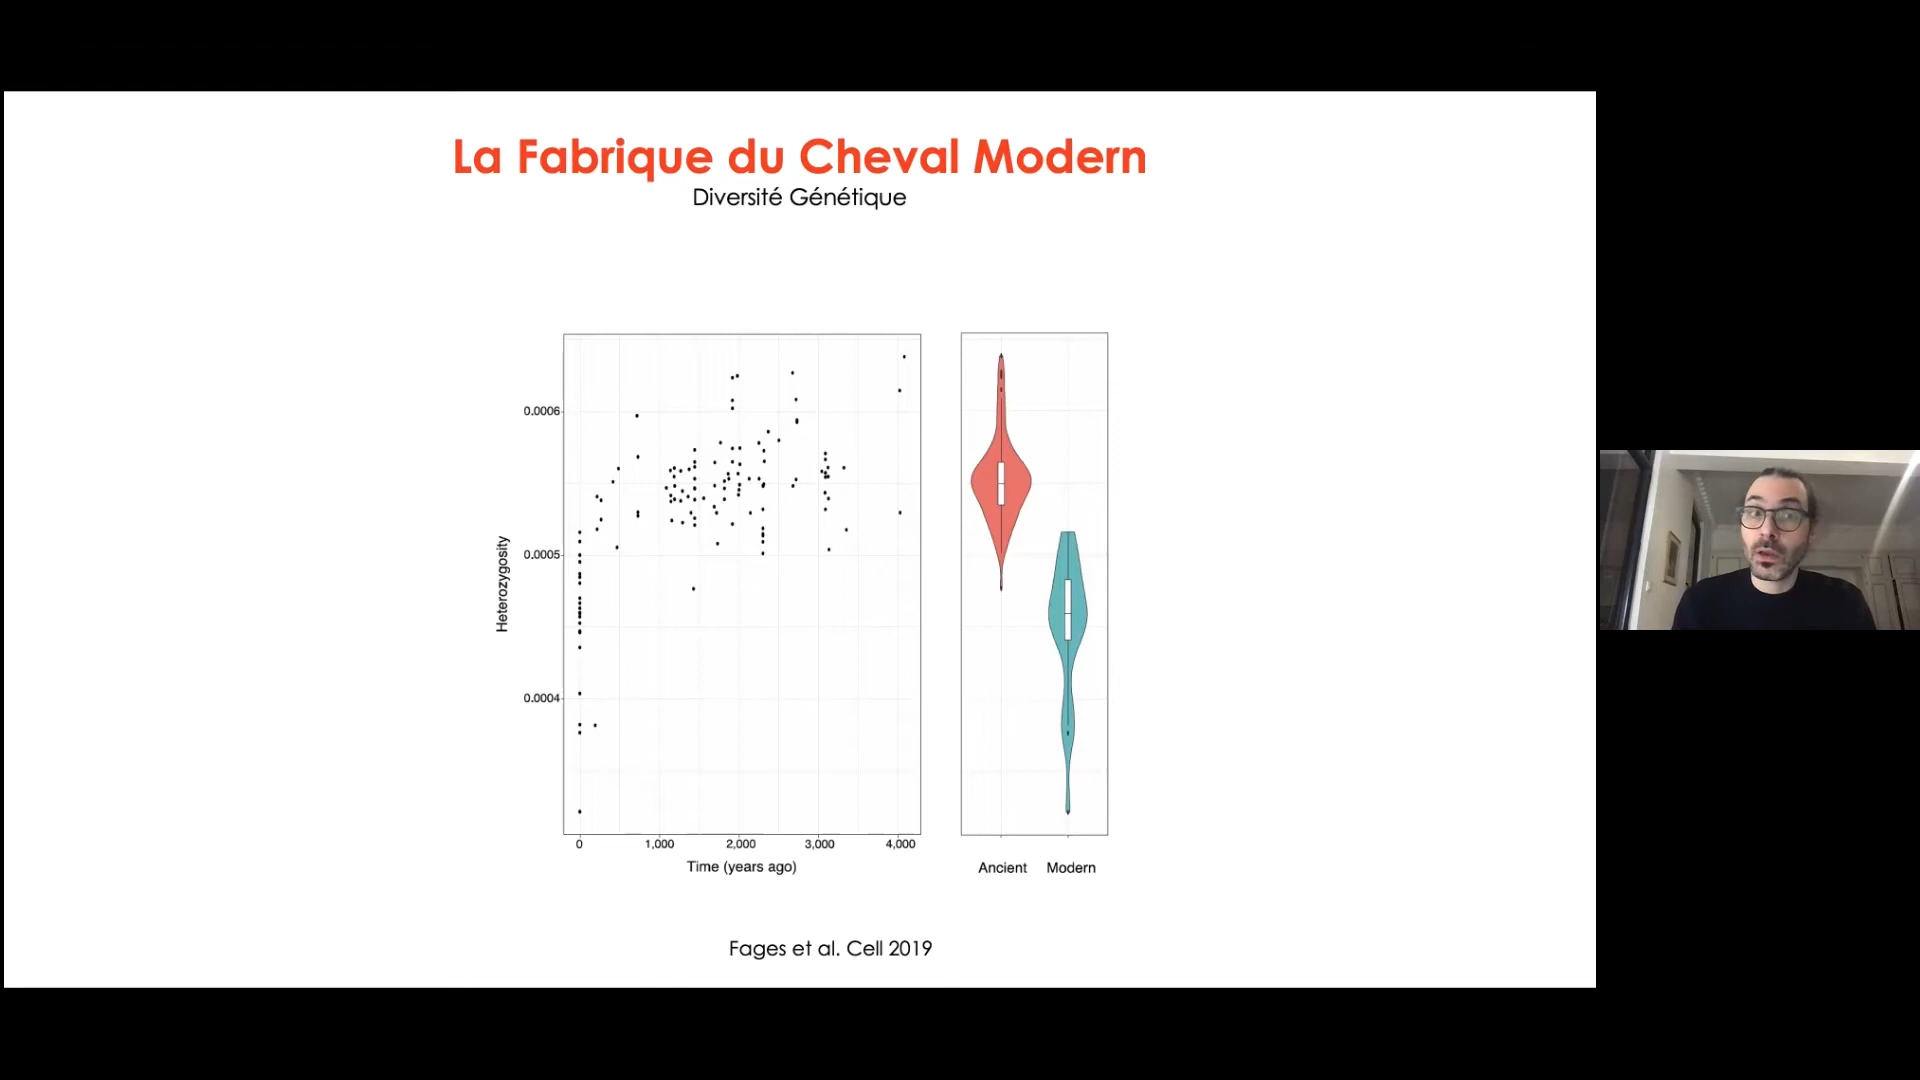 La Fabrique du Cheval Modern
Diversité Génétique
Heterozygosity
0.0006
0.0005
0.0004
0
1,000
2,000
3,000
4,000
Time (years ago)
Ancient
Modern
Fages et al. Cell 2019